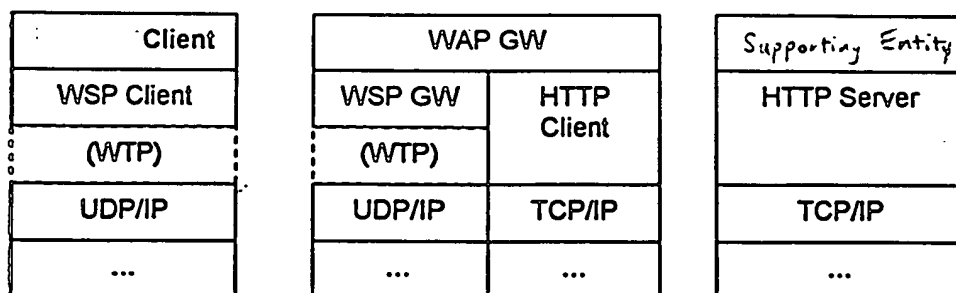 Client
WSP Client
(WTP)
UDP/IP
...
WAP GW
WSP GW
(WTP)
UDP/IP
...
HTTP
Client
TCP/IP
...
Supporting Entity
HTTP Server
TCP/IP
...